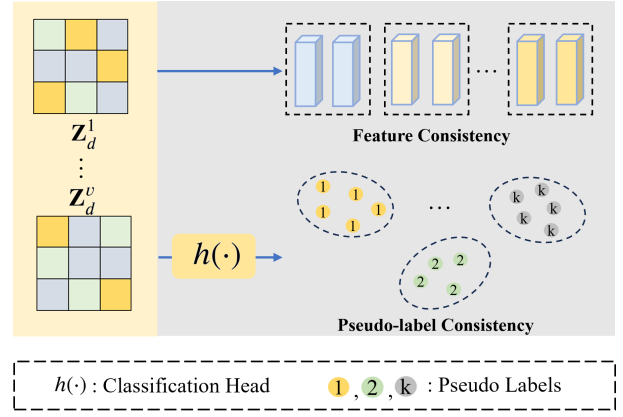 Z_d^1
⋮
Z_d^v
h(·)
...
Feature Consistency
1 1 1 1 1
...
k k k k k
2 2 2 2
Pseudo-label Consistency
h(·) : Classification Head 1 , 2 , k : Pseudo Labels